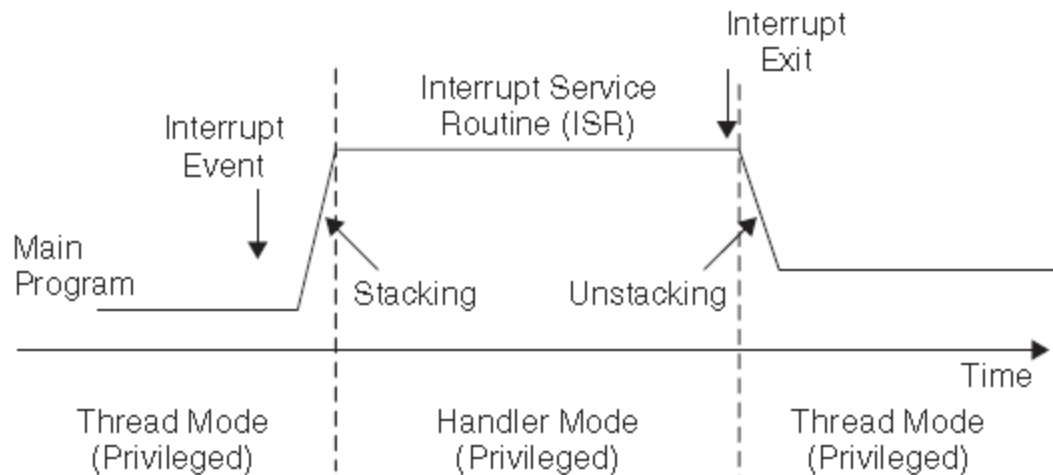 Interrupt
Exit
Interrupt Service
Routine (ISR)
Interrupt
Event
Main
Program
Stacking
Unstacking
Time
Thread Mode
(Privileged)
Handler Mode
(Privileged)
Thread Mode
(Privileged)